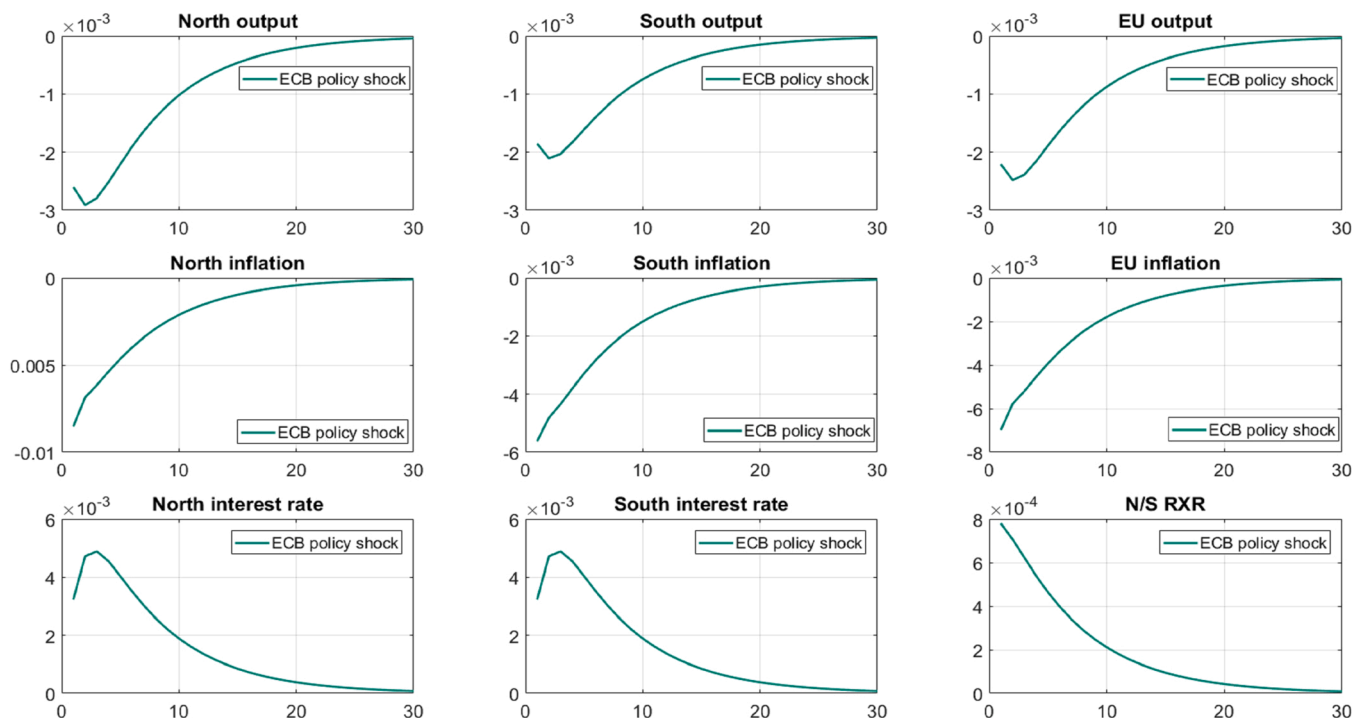 ×10^-3 North output
0
-1
-2
-3
ECB policy shock
0 10 20 30
×10^-3 South output
0
-2
-4
ECB policy shock
0 10 20 30
×10^-3 EU output
0
-1
-2
-3
ECB policy shock
0 10 20 30
North inflation
0
0.005
-0.01
ECB policy shock
0 10 20 30
×10^-3 South inflation
0
-2
-4
-6
ECB policy shock
0 10 20 30
×10^-3 EU inflation
0
-2
-4
-6
-8
ECB policy shock
0 10 20 30
×10^-3 North interest rate
6
4
2
0
ECB policy shock
0 10 20 30
×10^-3 South interest rate
6
4
2
0
ECB policy shock
0 10 20 30
×10^-4 N/S RXR
8
6
4
2
0
ECB policy shock
0 10 20 30